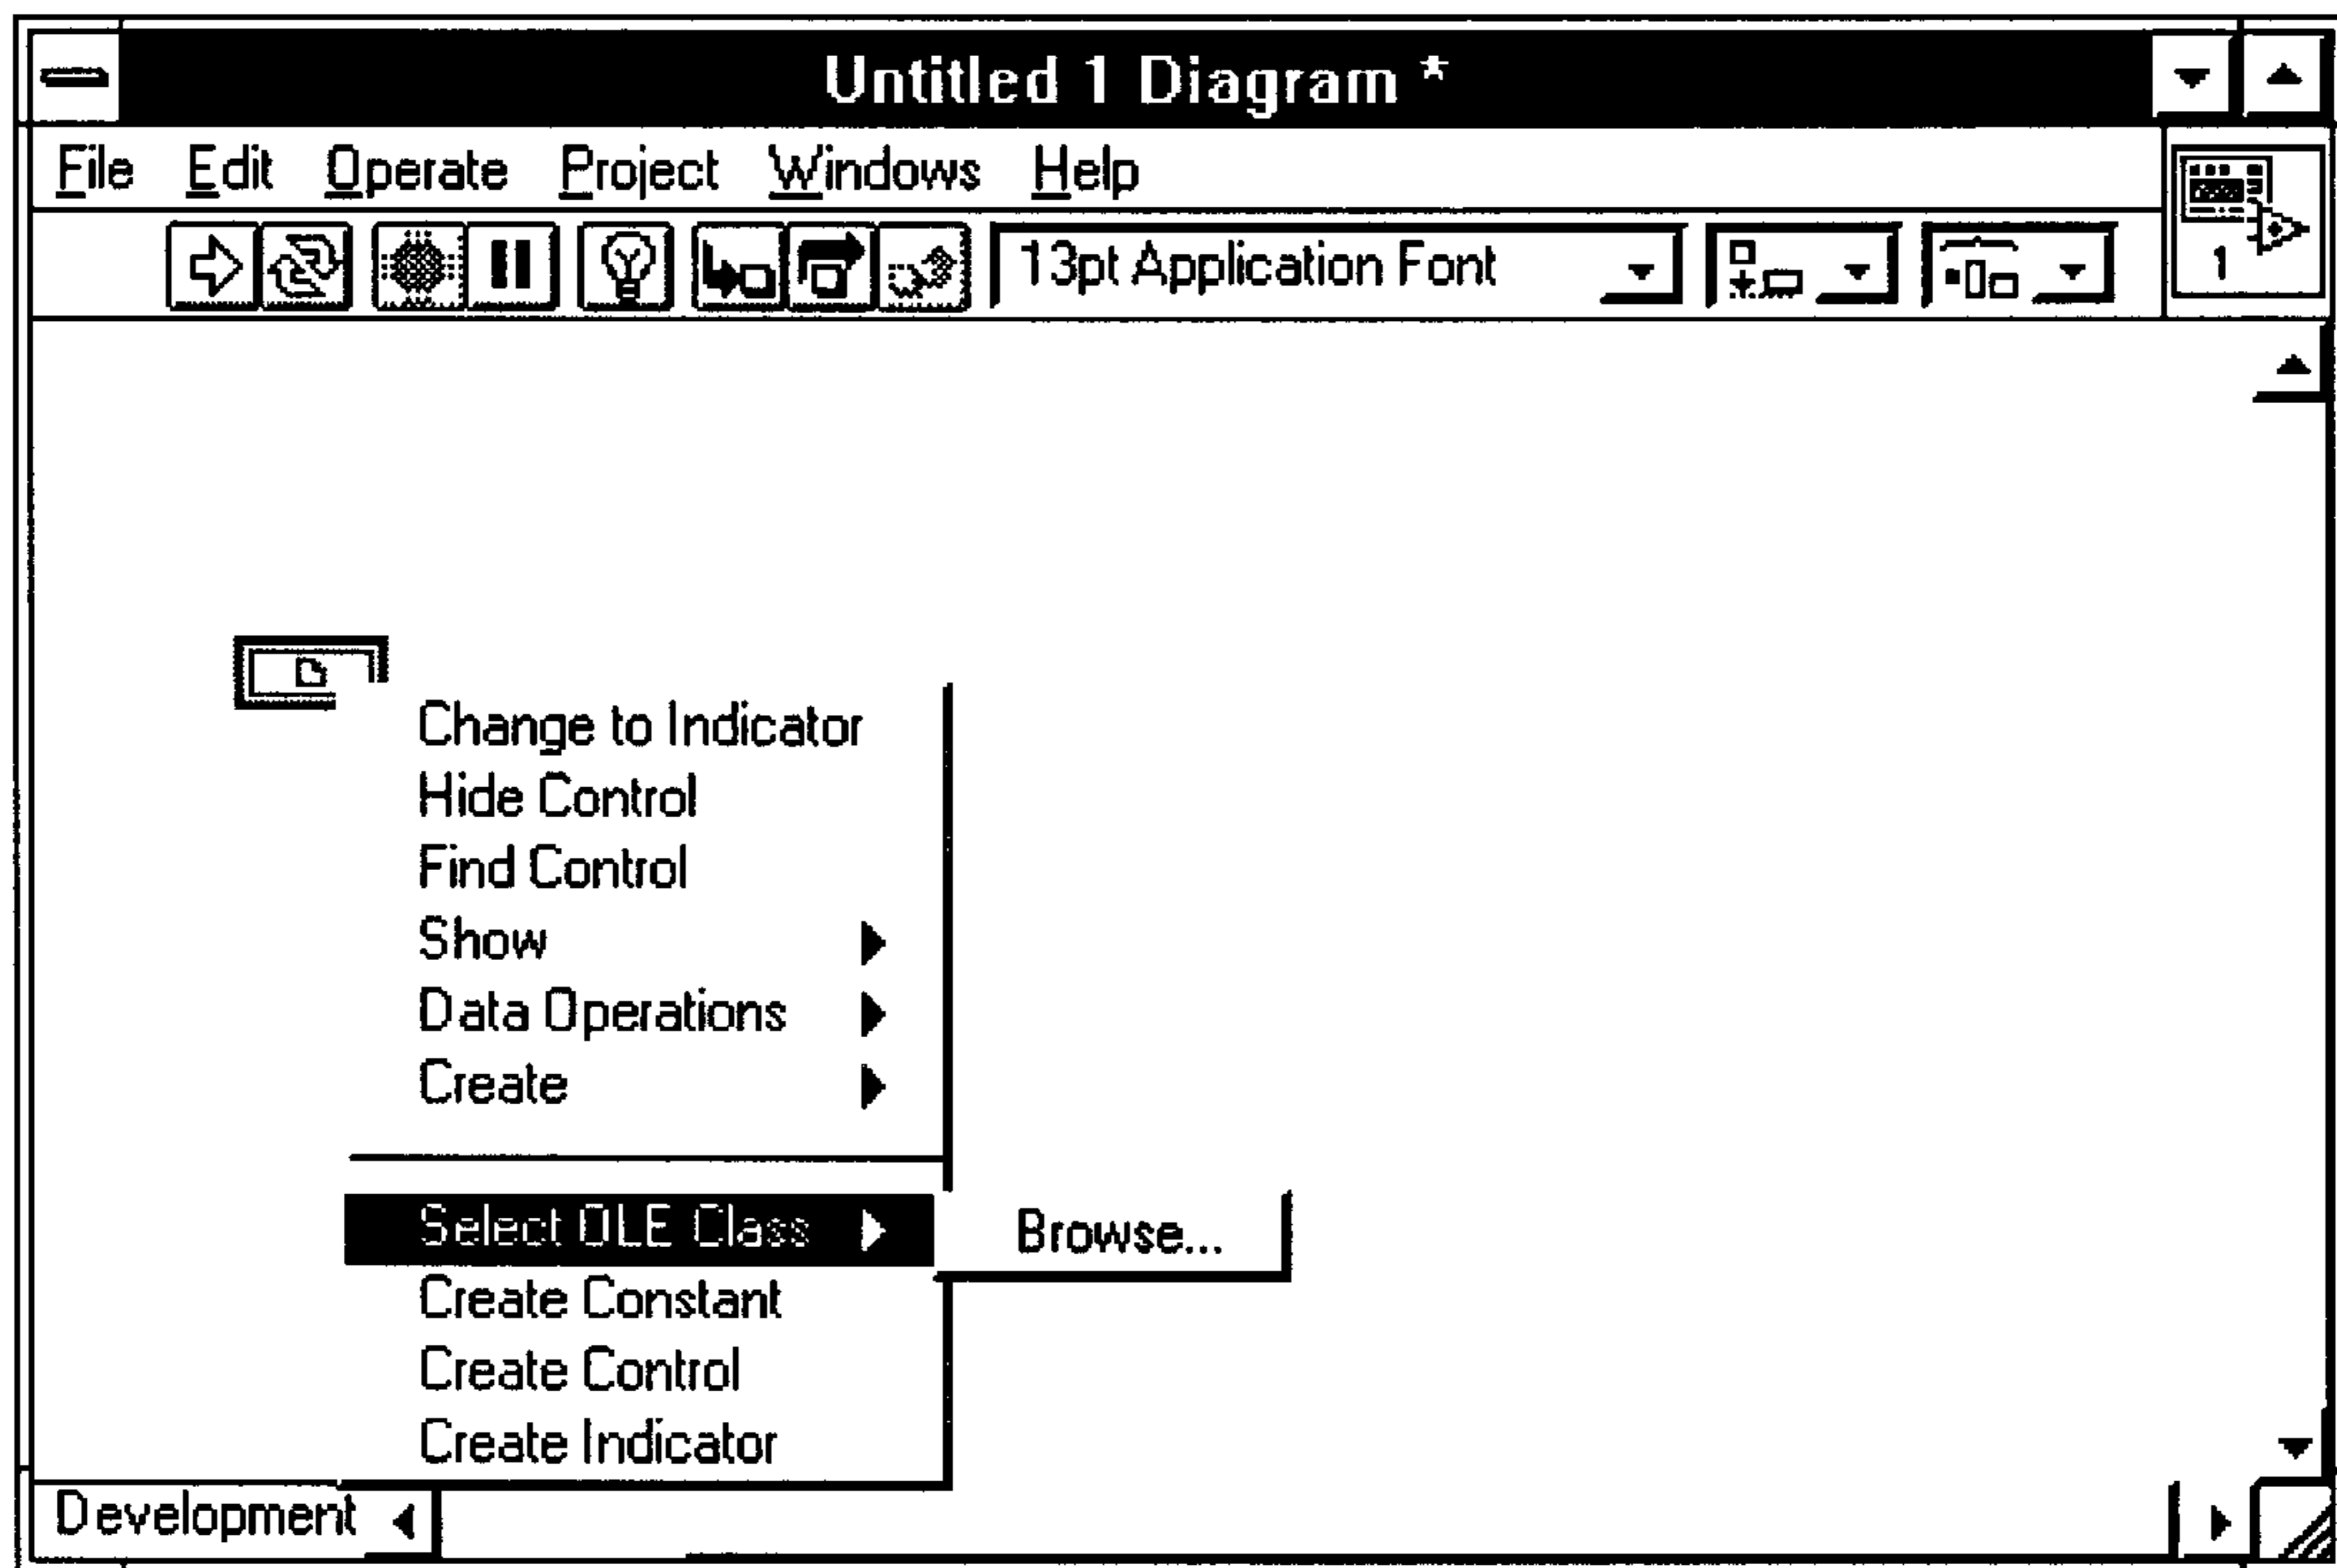 Untitled 1 Diagram *
File Edit Operate Project Windows Help
13pt Application Font
1
Change to Indicator
Hide Control
Find Control
Show
Data Operations
Create
Select OLE Class
Browse...
Create Constant
Create Control
Create Indicator
Development